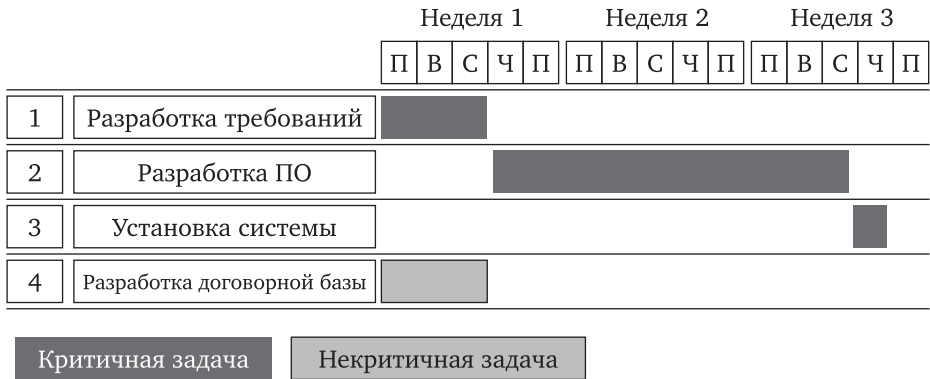 Неделя 1 Неделя 2 Неделя 3
П В С Ч П П В С Ч П П В С Ч П
1 Разработка требований
2 Разработка ПО
3 Установка системы
4 Разработка договорной базы
Критичная задача Некритичная задача